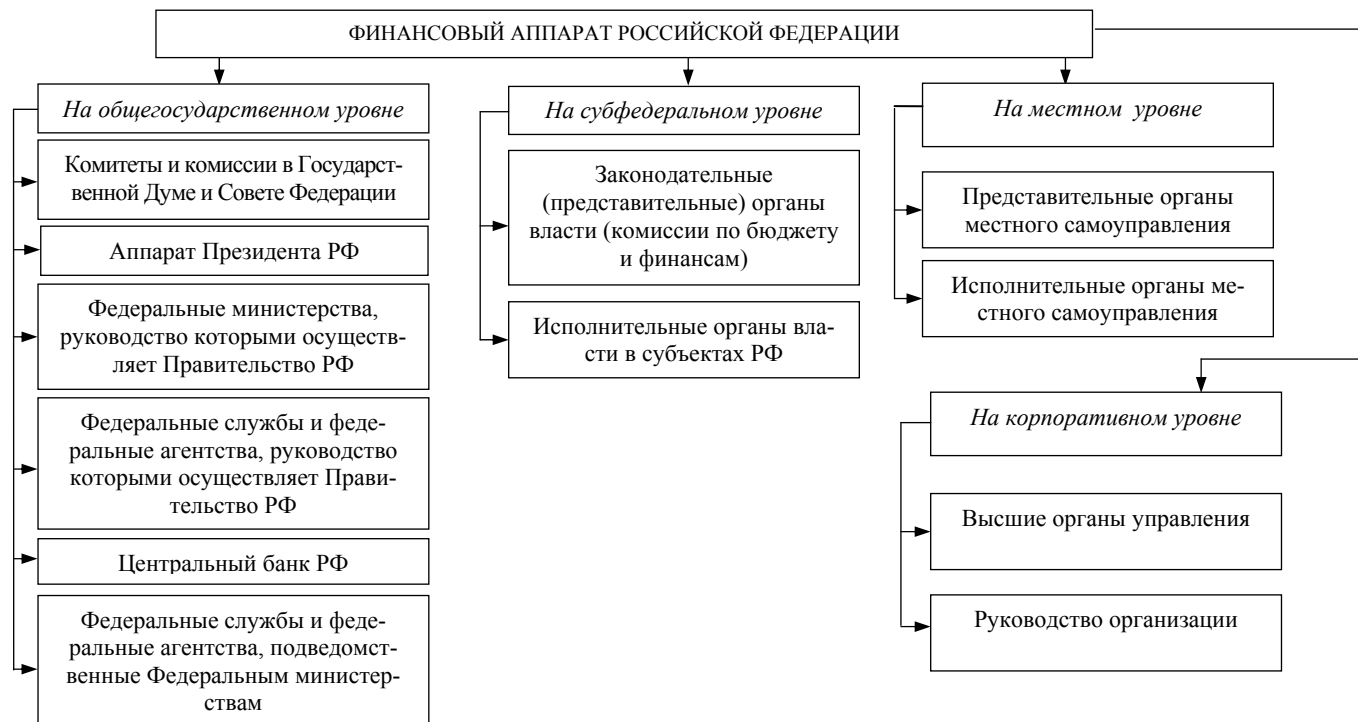 ФИНАНСОВЫЙ АППАРАТ РОССИЙСКОЙ ФЕДЕРАЦИИ
На общегосударственном уровне
Комитеты и комиссии в Государст-
венной Думе и Совете Федерации
Аппарат Президента РФ
Федеральные министерства,
руководство которыми осуществ-
ляет Правительство РФ
Федеральные службы и феде-
ральные агентства, руководство
которыми осуществляет Прави-
тельство РФ
Центральный банк РФ
Федеральные службы и феде-
ральные агентства, подведомст-
венные Федеральным министер-
ствам
На субфедеральном уровне
Законодательные
(представительные) органы
власти (комиссии по бюджету
и финансам)
Исполнительные органы вла-
сти в субъектах РФ
На местном уровне
Представительные органы
местного самоуправления
Исполнительные органы ме-
стного самоуправления
На корпоративном уровне
Высшие органы управления
Руководство организации